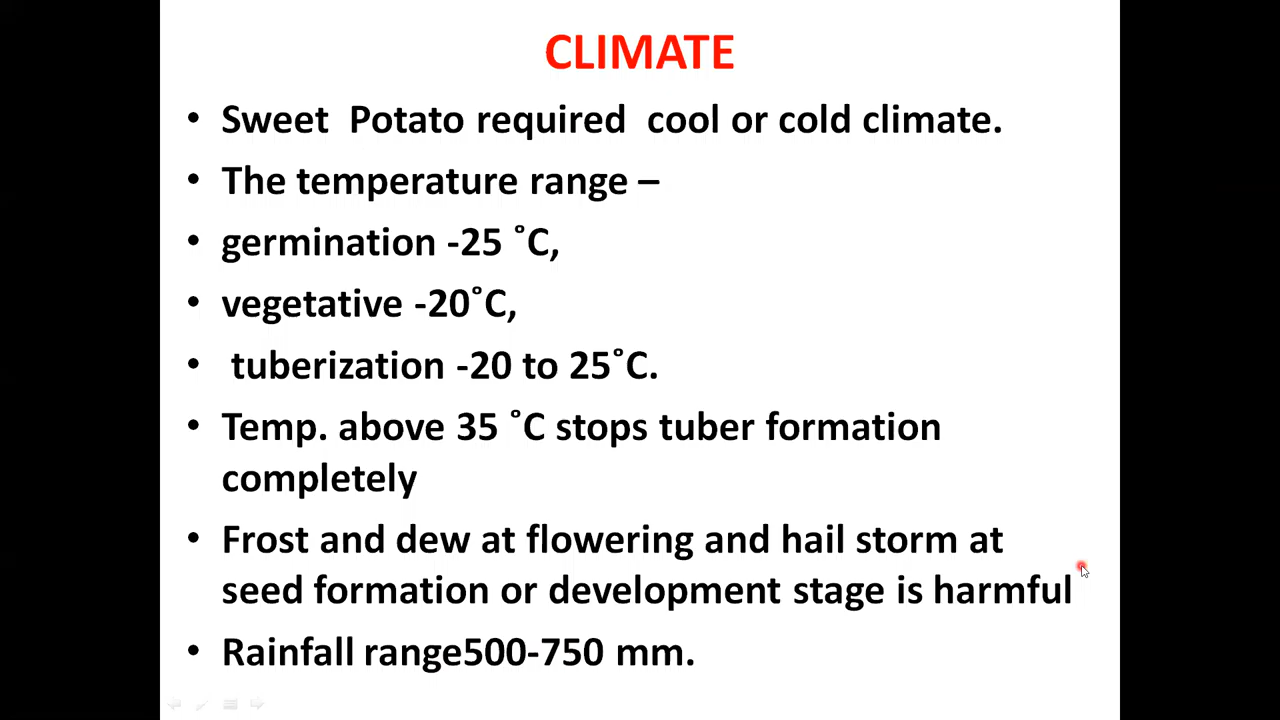 CLIMATE
• Sweet Potato required cool or cold climate.
• The temperature range –
• germination -25 ˚C,
• vegetative -20˚C,
• tuberization -20 to 25˚C.
• Temp. above 35 ˚C stops tuber formation
completely
• Frost and dew at flowering and hail storm at
seed formation or development stage is harmful
• Rainfall range500-750 mm.